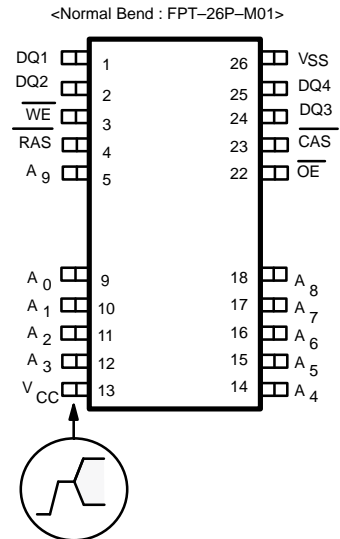 <Normal Bend : FPT–26P–M01>
DQ1 1 26 VSS
DQ2 2 25 DQ4
WE 3 24 DQ3
RAS 4 23 CAS
A9 5 22 OE
A0 9 18 A8
A1 10 17 A7
A2 11 16 A6
A3 12 15 A5
VCC 13 14 A4